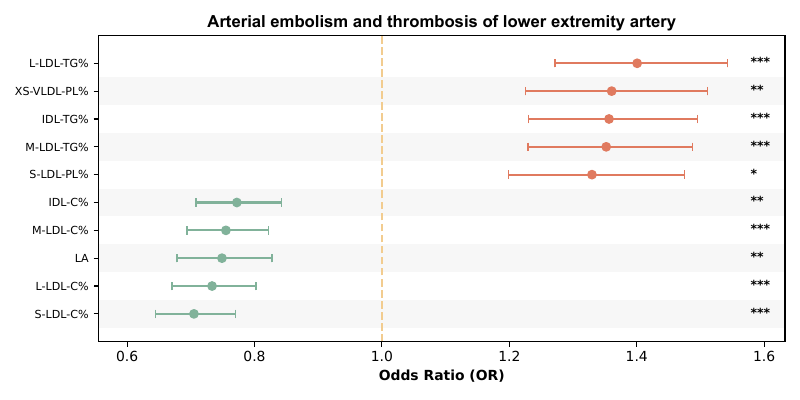 Arterial embolism and thrombosis of lower extremity artery
L-LDL-TG% ***
XS-VLDL-PL% **
IDL-TG% ***
M-LDL-TG% ***
S-LDL-PL% *
IDL-C% **
M-LDL-C% ***
LA **
L-LDL-C% ***
S-LDL-C% ***
0.6 0.8 1.0 1.2 1.4 1.6
Odds Ratio (OR)